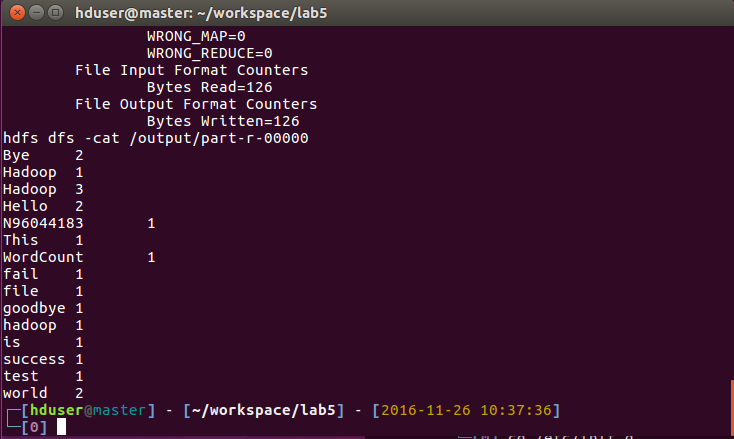 hduser@master: ~/workspace/lab5
WRONG_MAP=0
WRONG_REDUCE=0
File Input Format Counters
Bytes Read=126
File Output Format Counters
Bytes Written=126
hdfs dfs -cat /output/part-r-00000
Bye 2
Hadoop 1
Hadoop 3
Hello 2
N96044183 1
This 1
WordCount 1
fail 1
file 1
goodbye 1
hadoop 1
is 1
success 1
test 1
world 2
[hduser@master] - [~/workspace/lab5] - [2016-11-26 10:37:36]
[0]